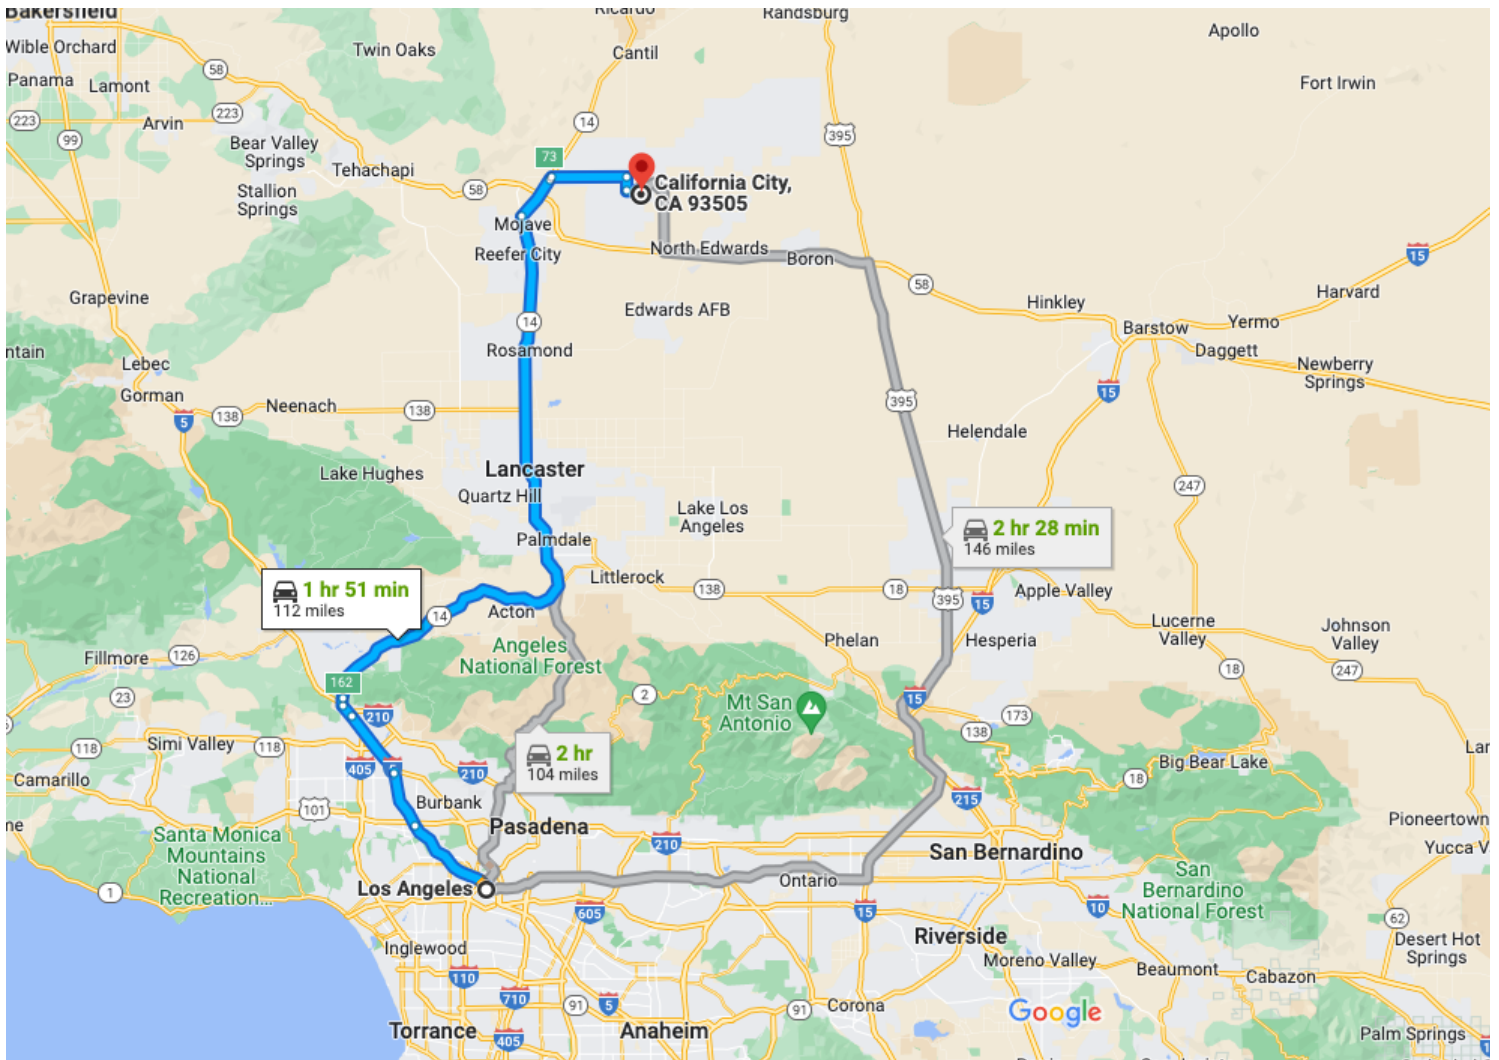 Bakersfield
Ricardo
Randsburg
Apollo
Wible Orchard
Twin Oaks
Cantil
58
Panama
Lamont
Fort Irwin
223
Arvin
223
14
395
99
Bear Valley
Springs
73
Tehachapi
58
California City,
CA 93505
Stallion
Springs
Mojave
Reefer City
North Edwards
Boron
15
58
Grapevine
Edwards AFB
Hinkley
Harvard
14
Barstow
Yermo
ntain
Rosamond
Daggett
Lebec
Newberry
Springs
Gorman
15
5
138
Neenach
138
395
Helendale
Lake Hughes
Lancaster
Quartz Hill
247
Lake Los
Angeles
2 hr 28 min
146 miles
Palmdale
Littlerock
1 hr 51 min
112 miles
138
18
395
15
Apple Valley
14
Acton
Phelan
Hesperia
Lucerne
Valley
Johnson
Valley
Fillmore
126
Angeles
National Forest
18
247
162
23
2
Mt San
Antonio
15
210
173
118
Simi Valley
118
138
Lar
2 hr
104 miles
405
5
210
Big Bear Lake
Camarillo
18
101
Burbank
215
ne
Pasadena
Pioneertown
Santa Monica
Mountains
National
Recreation...
210
San Bernardino
Yucca V
1
Los Angeles
Ontario
San
Bernardino
National Forest
605
15
10
62
Inglewood
Riverside
Desert Hot
Springs
110
Moreno Valley
Beaumont
Cabazon
710
91
5
91
Corona
Google
Torrance
405
Anaheim
Palm Springs
1